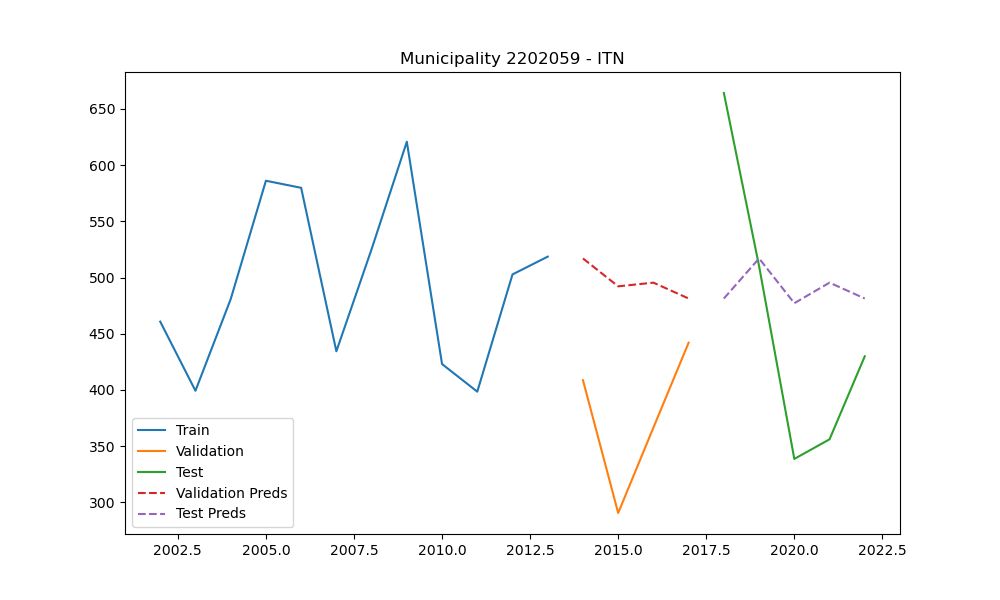 Municipality 2202059 - ITN
650
600
550
500
450
400
350
300
Train
Validation
Test
Validation Preds
Test Preds
2002.5 2005.0 2007.5 2010.0 2012.5 2015.0 2017.5 2020.0 2022.5